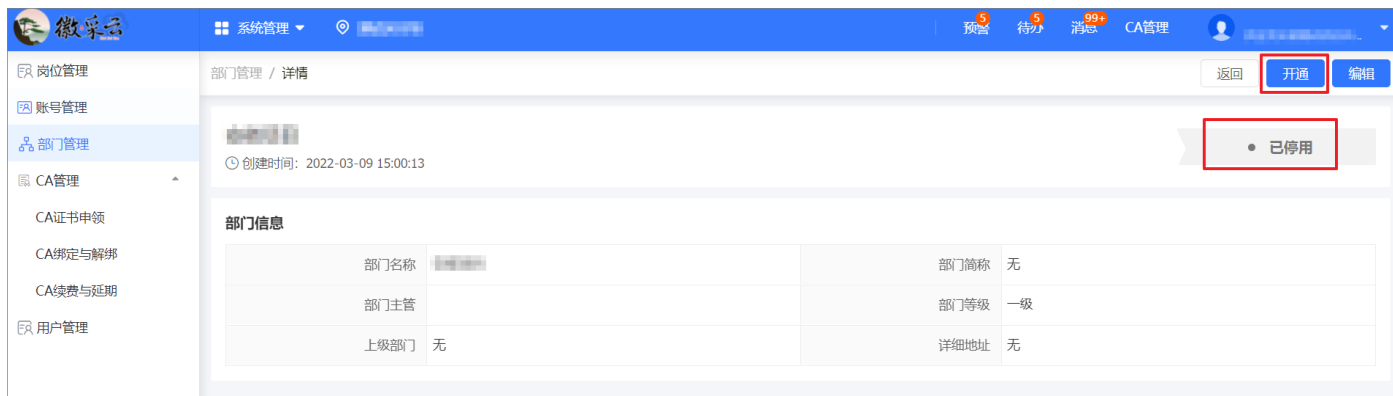 徽采云
系统管理
预警 5
待办 5
消息 99+
CA管理
岗位管理
账号管理
部门管理
CA管理
CA证书申领
CA绑定与解绑
CA续费与延期
用户管理
部门管理 / 详情
返回
开通
编辑
创建时间：2022-03-09 15:00:13
已停用
部门信息
部门名称
部门简称 无
部门主管
部门等级 一级
上级部门 无
详细地址 无